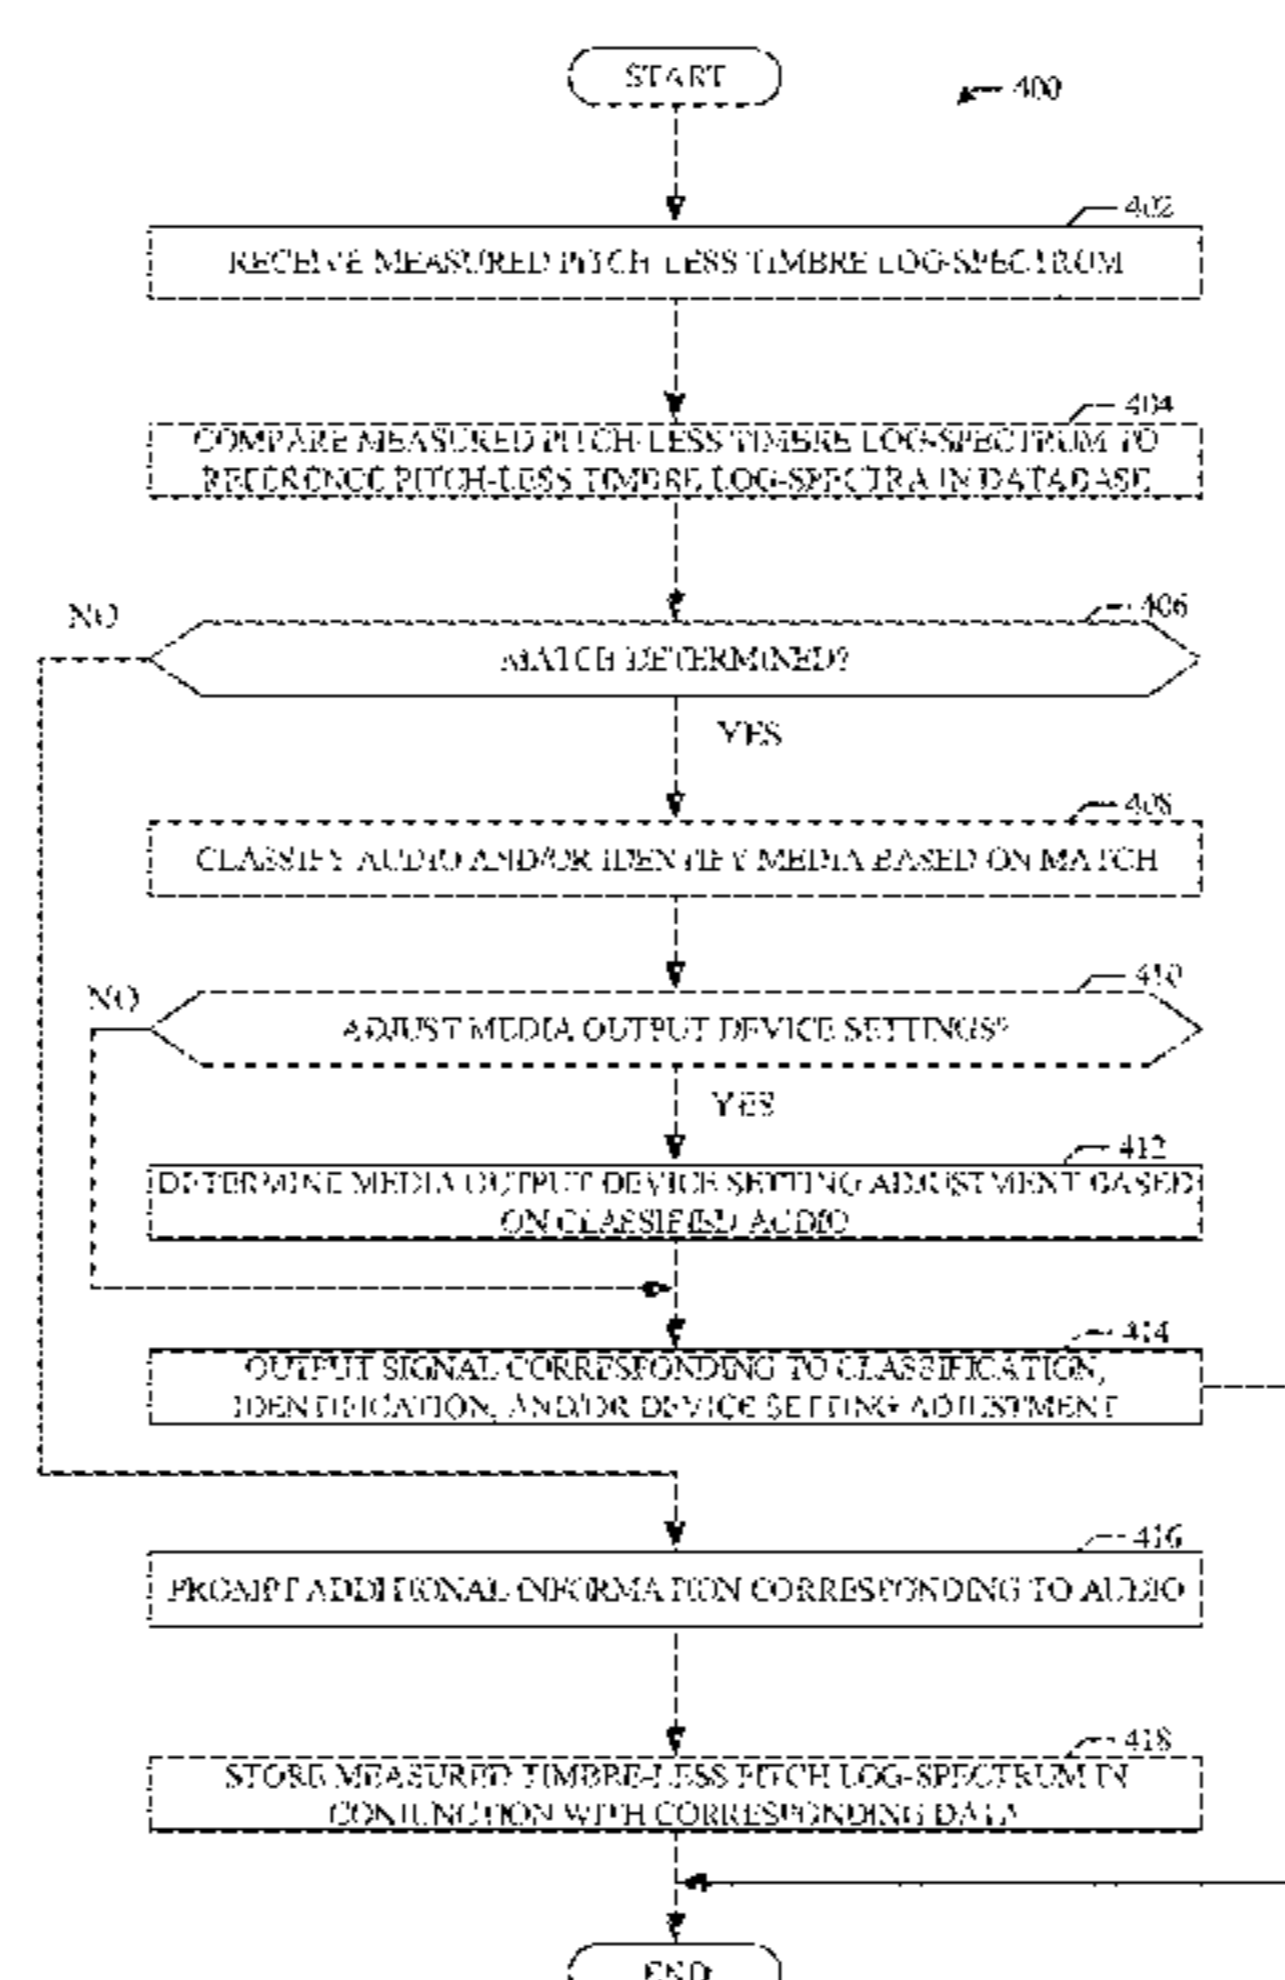 START
400
402
RECEIVE MEASURED PITCH-LESS TIMBRE LOG-SPECTRUM
404
COMPARE MEASURED PITCH-LESS TIMBRE LOG-SPECTRUM TO
REFERENCE PITCH-LESS TIMBRE LOG-SPECTRA IN DATABASE
NO
406
MATCH DETERMINED?
YES
408
CLASSIFY AUDIO AND/OR IDENTIFY MEDIA BASED ON MATCH
NO
410
ADJUST MEDIA OUTPUT DEVICE SETTINGS?
YES
412
DETERMINE MEDIA OUTPUT DEVICE SETTING ADJUSTMENT BASED
ON CLASSIFIED AUDIO
414
OUTPUT SIGNAL CORRESPONDING TO CLASSIFICATION,
IDENTIFICATION, AND/OR DEVICE SETTING ADJUSTMENT
416
PROMPT ADDITIONAL INFORMATION CORRESPONDING TO AUDIO
418
STORE MEASURED TIMBRE-LESS PITCH LOG-SPECTRUM IN
CONJUNCTION WITH CORRESPONDING DATA
END